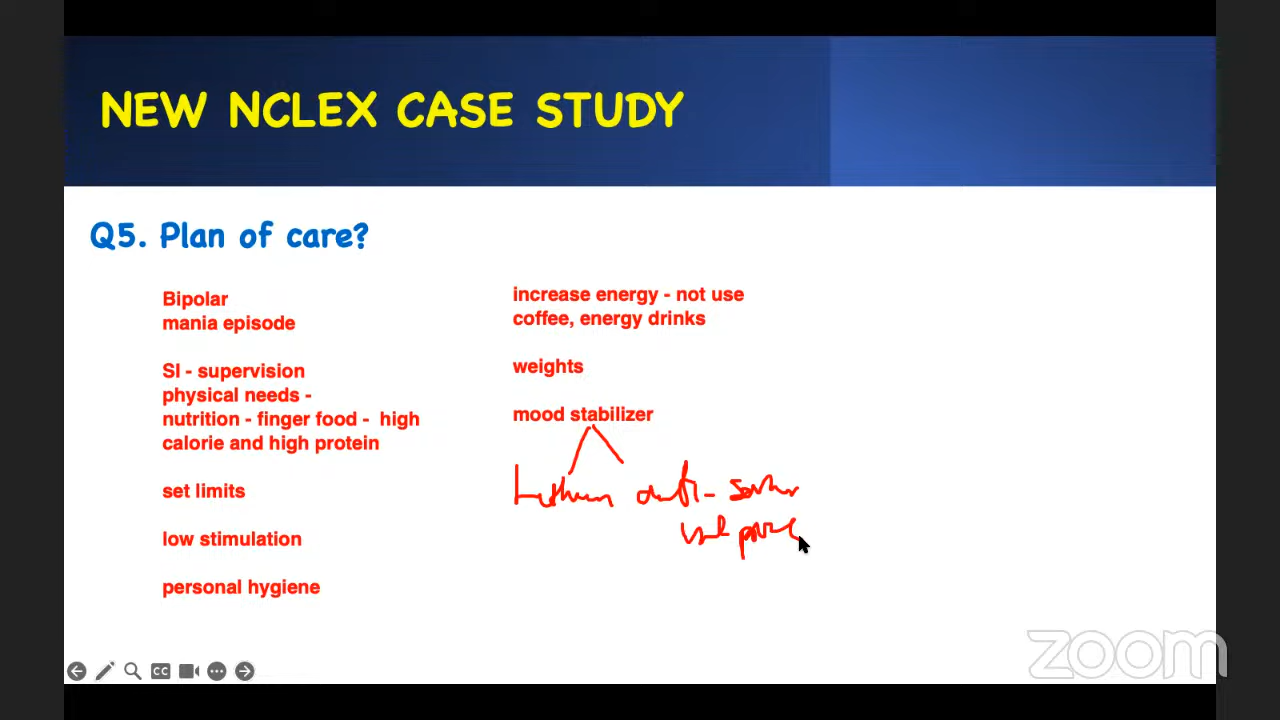 NEW NCLEX CASE STUDY
Q5. Plan of care?
Bipolar
mania episode
SI - supervision
physical needs -
nutrition - finger food - high
calorie and high protein
set limits
low stimulation
personal hygiene
increase energy - not use
coffee, energy drinks
weights
mood stabilizer
anti-
CC
zoom